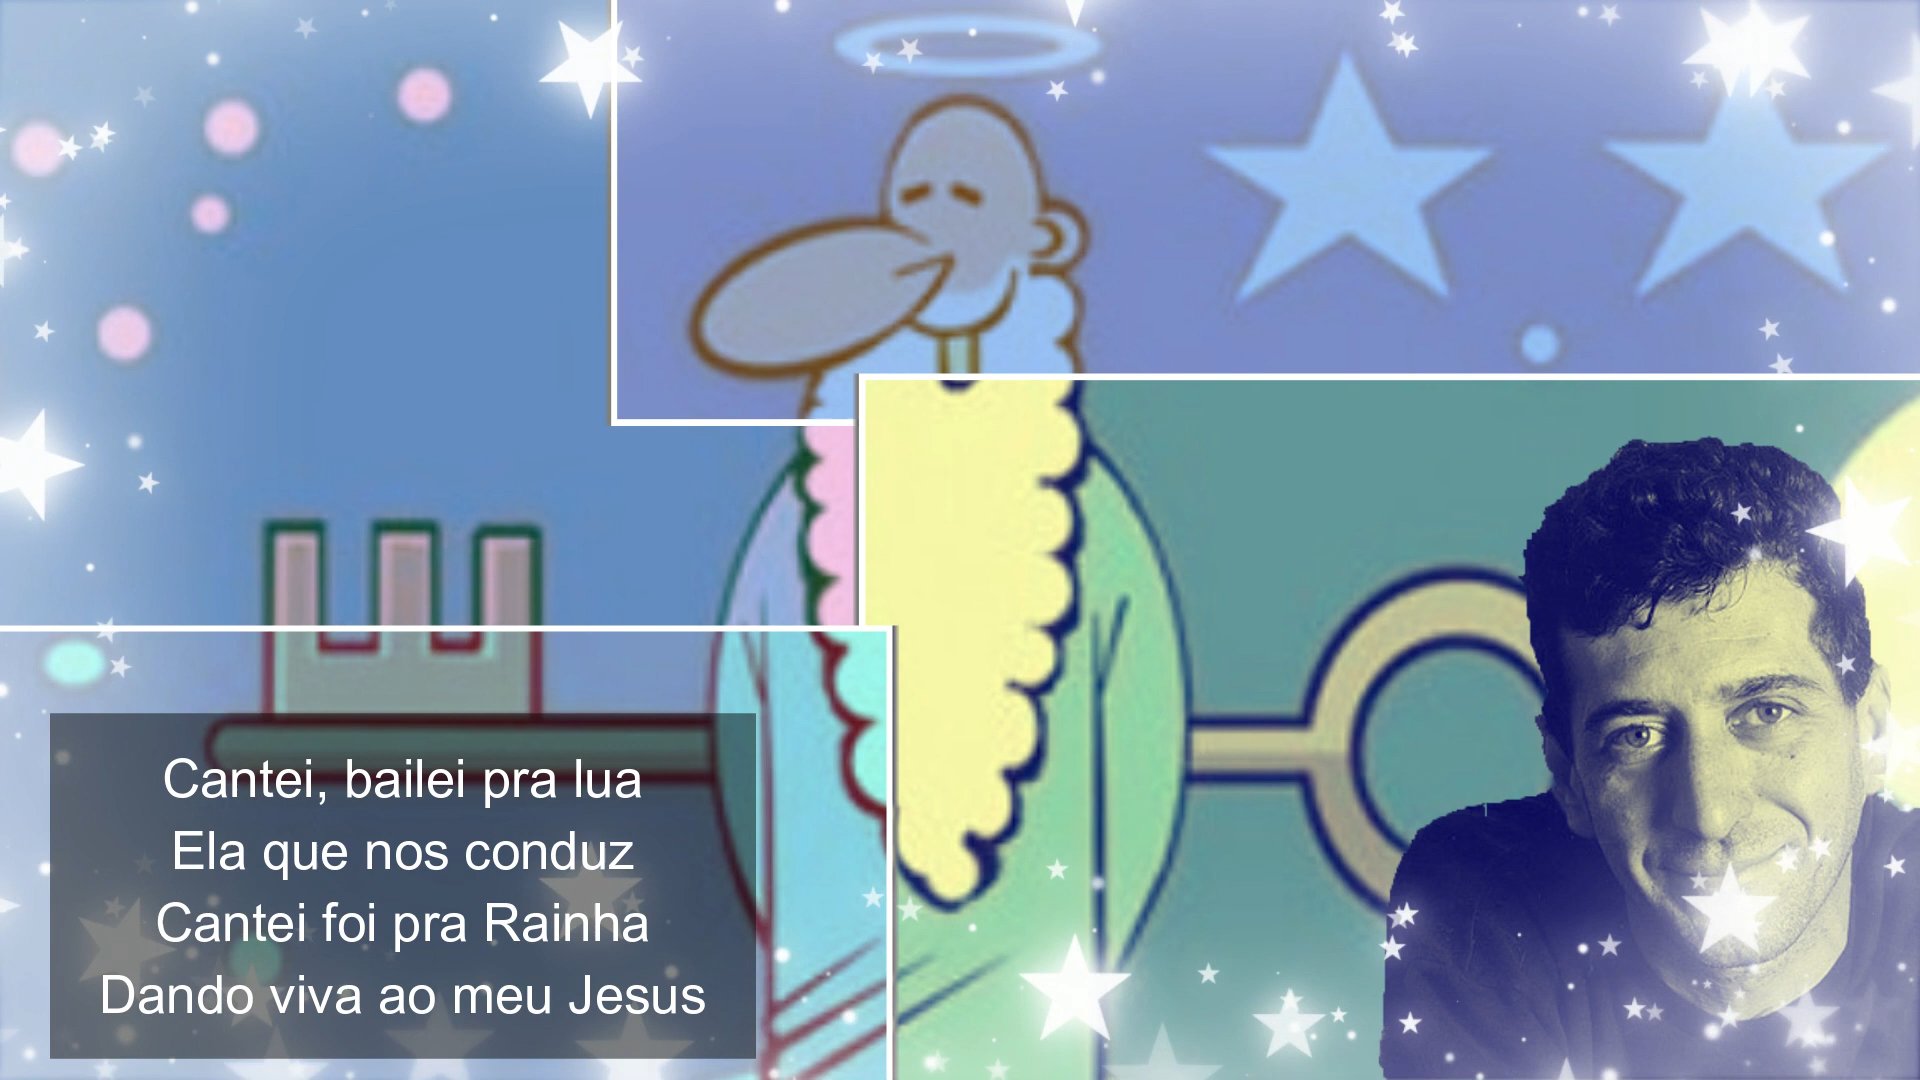 Cantei, bailei pra lua
Ela que nos conduz
Cantei foi pra Rainha
Dando viva ao meu Jesus